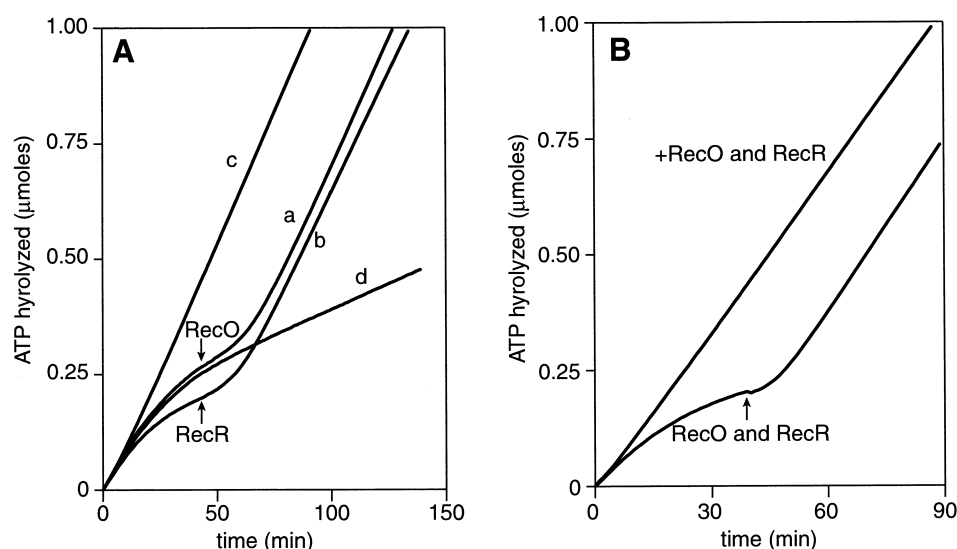 A
ATP hyrolyzed (μmoles)
1.00
0.75
0.50
0.25
0
c
a
b
d
RecO
RecR
0
50
100
150
time (min)
B
ATP hyrolyzed (μmoles)
1.00
0.75
0.50
0.25
0
+RecO and RecR
RecO and RecR
0
30
60
90
time (min)